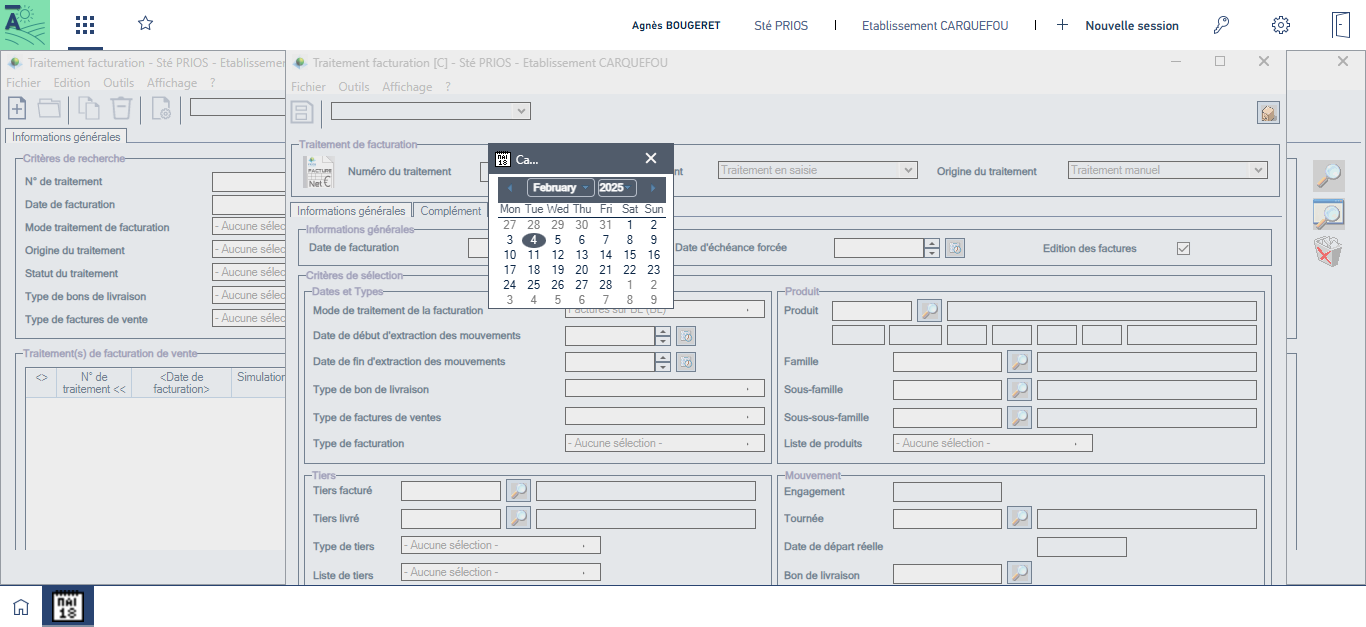 Agnès BOUGERET Sté PRIOS Etablissement CARQUEFOU Nouvelle session
Traitement facturation - Sté PRIOS - Etablissemer
Fichier Edition Outils Affichage ?
Informations générales
Critères de recherche
N° de traitement
Date de facturation
Mode traitement de facturation - Aucune sélec
Origine du traitement - Aucune sélec
Statut du traitement - Aucune sélec
Type de bons de livraison - Aucune sélec
Type de factures de vente - Aucune sélec
Traitement(s) de facturation de vente
<> N° de traitement << <Date de facturation> Simulation
Traitement facturation [C] - Sté PRIOS - Etablissement CARQUEFOU
Fichier Outils Affichage ?
Traitement de facturation
FACTURE
Net €
Numéro du traitement nt Traitement en saisie Origine du traitement Traitement manuel
Informations générales Complément
Informations générales
Date de facturation Date d'échéance forcée Edition des factures
Critères de sélection
Dates et Types
Mode de traitement de la facturation Factures sur BL (BL)
Date de début d'extraction des mouvements
Date de fin d'extraction des mouvements
Type de bon de livraison
Type de factures de ventes
Type de facturation - Aucune sélection -
Produit
Produit
Famille
Sous-famille
Sous-sous-famille
Liste de produits - Aucune sélection -
Tiers
Tiers facturé
Tiers livré
Type de tiers - Aucune sélection -
Liste de tiers - Aucune sélection -
Mouvement
Engagement
Tournée
Date de départ réelle
Bon de livraison
MAI 18 Ca...
February 2025
Mon Tue Wed Thu Fri Sat Sun
27 28 29 30 31 1 2
3 4 5 6 7 8 9
10 11 12 13 14 15 16
17 18 19 20 21 22 23
24 25 26 27 28 1 2
3 4 5 6 7 8 9
MAI
18